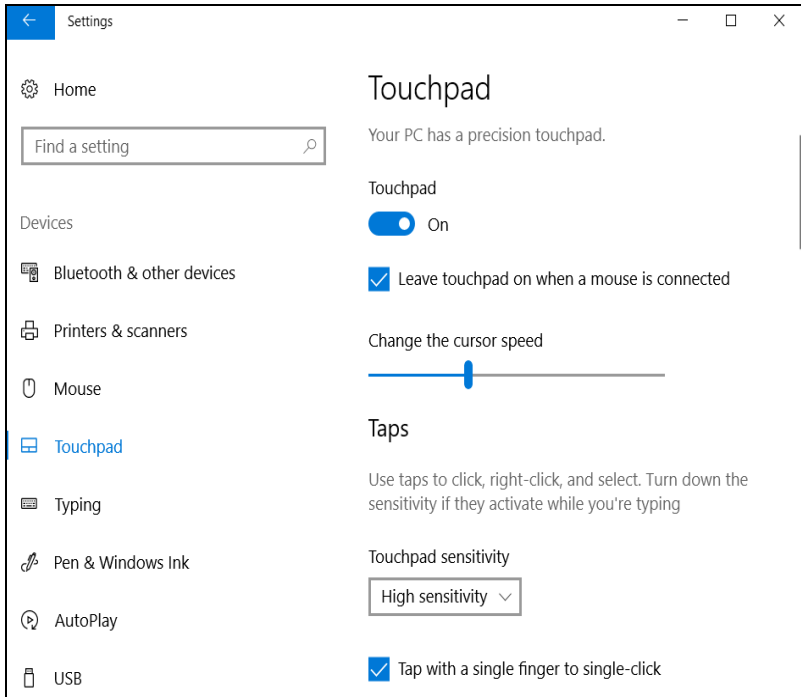 Settings
Home
Find a setting
Devices
Bluetooth & other devices
Printers & scanners
Mouse
Touchpad
Typing
Pen & Windows Ink
AutoPlay
USB
Touchpad
Your PC has a precision touchpad.
Touchpad
On
Leave touchpad on when a mouse is connected
Change the cursor speed
Taps
Use taps to click, right-click, and select. Turn down the
sensitivity if they activate while you're typing
Touchpad sensitivity
High sensitivity
Tap with a single finger to single-click